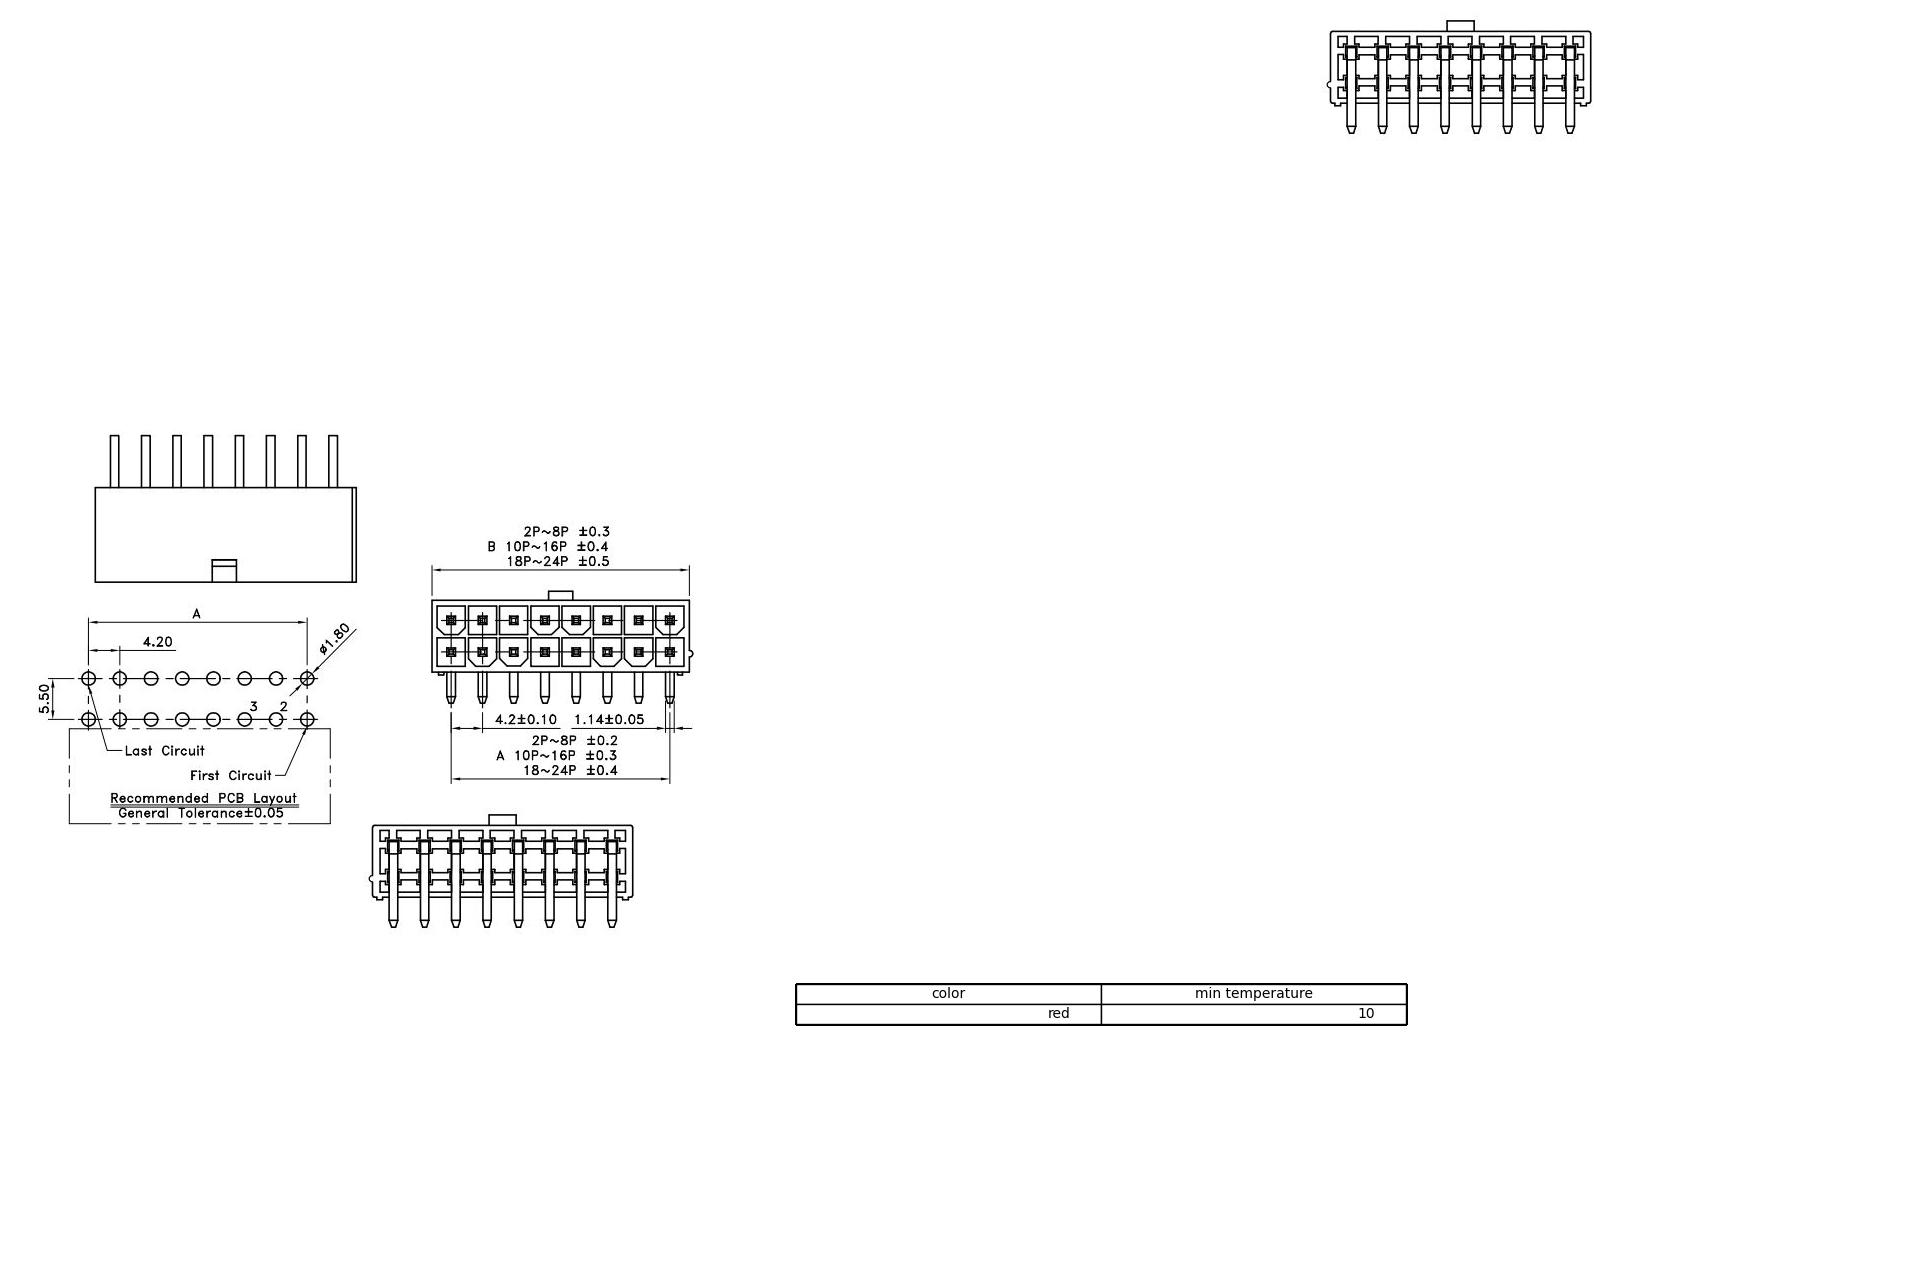 2P~8P ±0.3
B 10P~16P ±0.4
18P~24P ±0.5
A
4.20
ø1.80
5.50
3 2
Last Circuit
First Circuit
Recommended PCB Layout
General Tolerance±0.05
4.2±0.10 1.14±0.05
2P~8P ±0.2
A 10P~16P ±0.3
18~24P ±0.4
color min temperature
red 10